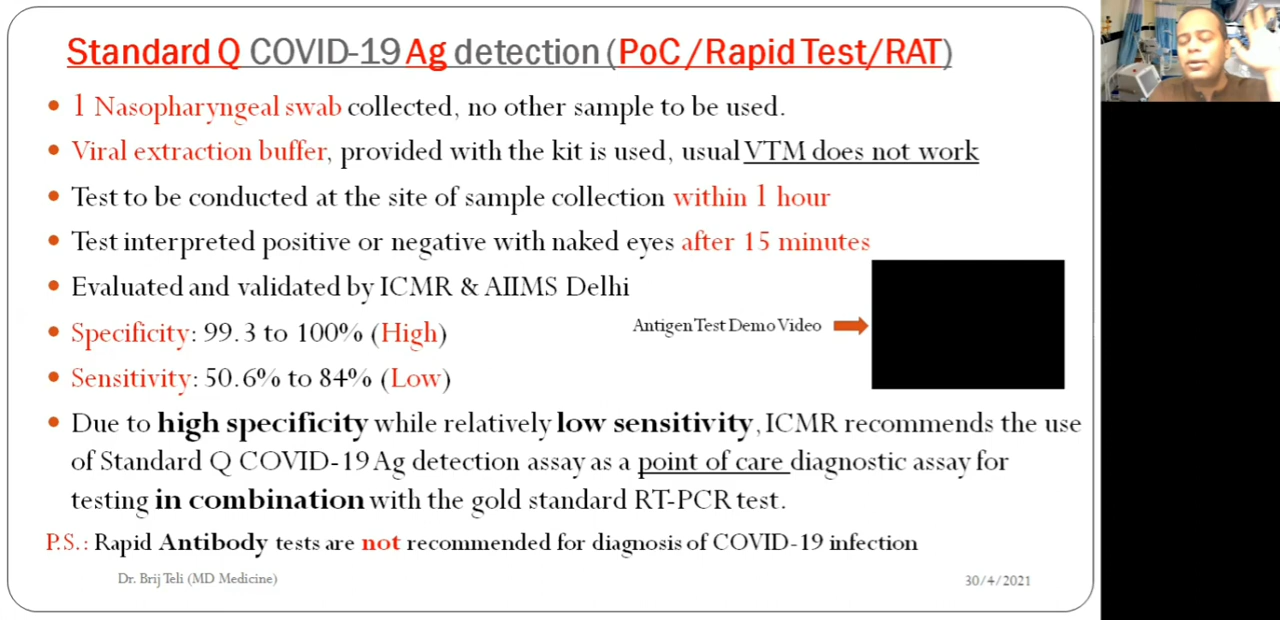 Standard Q COVID-19 Ag detection (PoC/Rapid Test/RAT)
• 1 Nasopharyngeal swab collected, no other sample to be used.
• Viral extraction buffer, provided with the kit is used, usual VTM does not work
• Test to be conducted at the site of sample collection within 1 hour
• Test interpreted positive or negative with naked eyes after 15 minutes
• Evaluated and validated by ICMR & AIIMS Delhi
• Specificity: 99.3 to 100% (High)
Antigen Test Demo Video
• Sensitivity: 50.6% to 84% (Low)
• Due to high specificity while relatively low sensitivity, ICMR recommends the use
of Standard Q COVID-19 Ag detection assay as a point of care diagnostic assay for
testing in combination with the gold standard RT-PCR test.
P.S.: Rapid Antibody tests are not recommended for diagnosis of COVID-19 infection
Dr. Brij Teli (MD Medicine)
30/4/2021